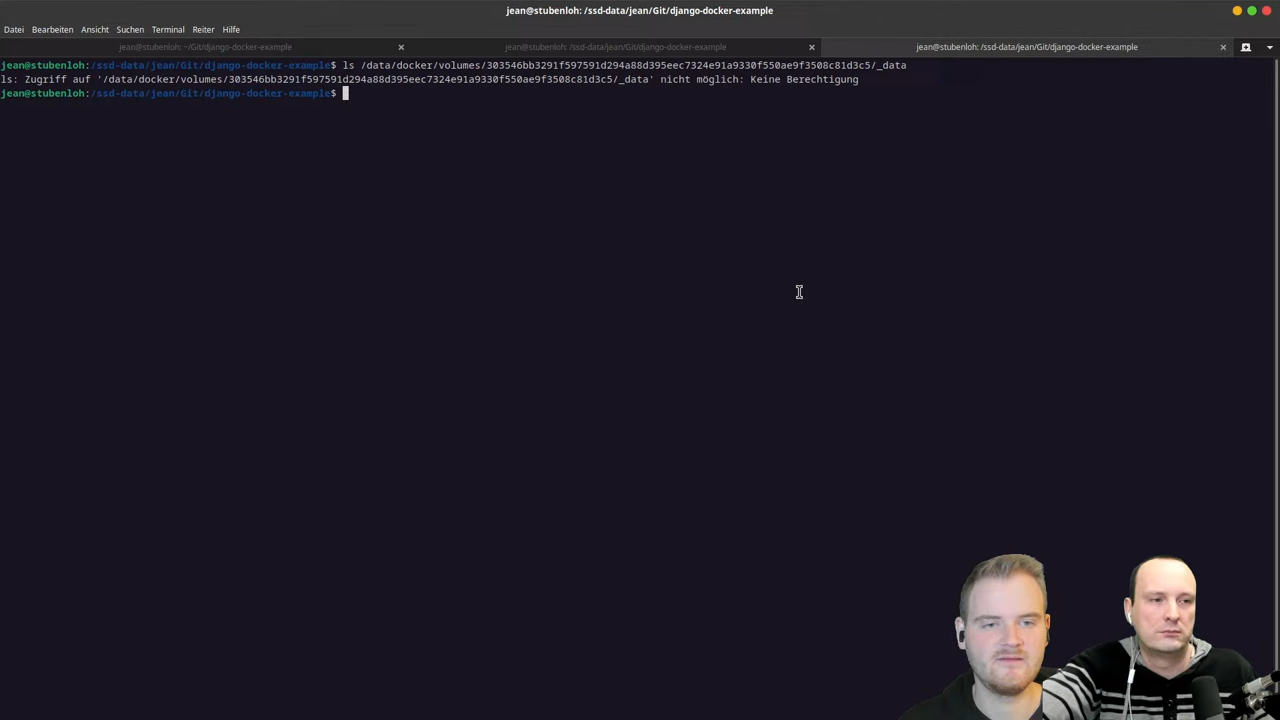 jean@stubenloh: /ssd-data/jean/Git/django-docker-example
Datei Bearbeiten Ansicht Suchen Terminal Reiter Hilfe
jean@stubenloh: ~/Git/django-docker-example
jean@stubenloh: /ssd-data/jean/Git/django-docker-example
jean@stubenloh: /ssd-data/jean/Git/django-docker-example
jean@stubenloh:/ssd-data/jean/Git/django-docker-example$ ls /data/docker/volumes/303546bb3291f597591d294a88d395eec7324e91a9330f550ae9f3508c81d3c5/_data
ls: Zugriff auf '/data/docker/volumes/303546bb3291f597591d294a88d395eec7324e91a9330f550ae9f3508c81d3c5/_data' nicht möglich: Keine Berechtigung
jean@stubenloh:/ssd-data/jean/Git/django-docker-example$